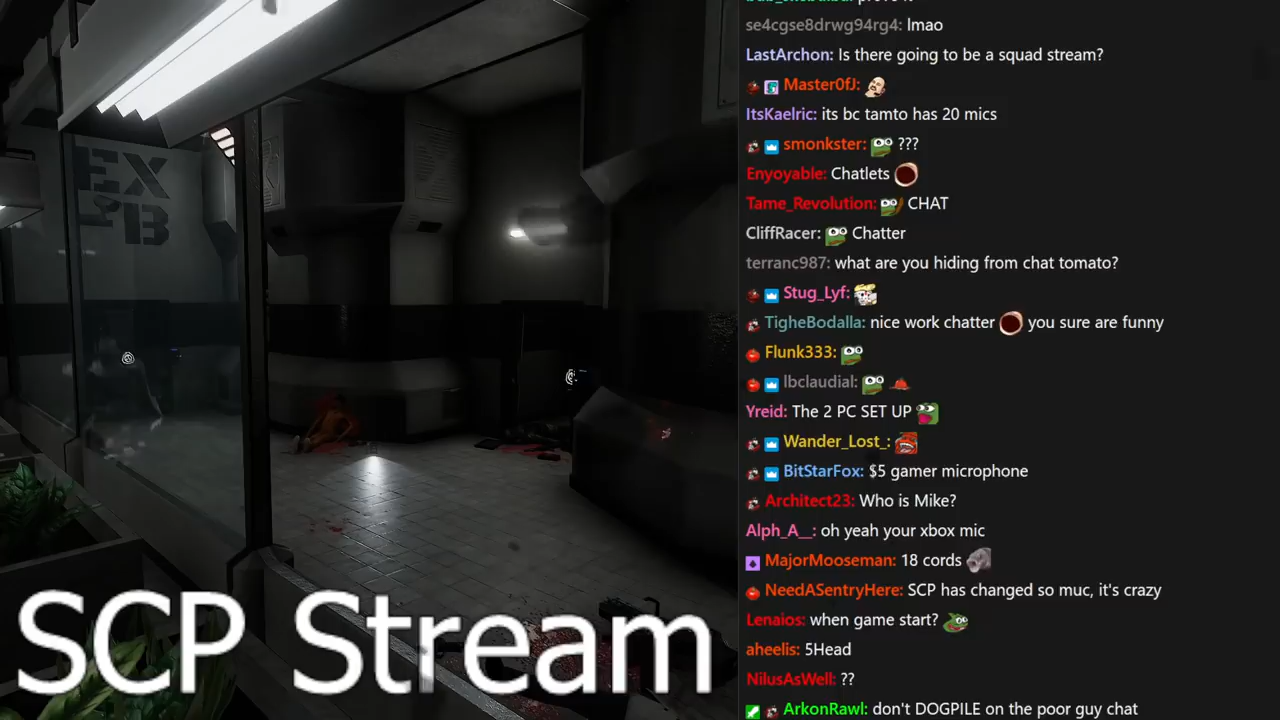 EX
se4cgse8drwg94rg4: lmao
LastArchon: Is there going to be a squad stream?
Master0fJ:
ItsKaelric: its bc tamto has 20 mics
smonkster: ???
Enyoyable: Chatlets
Tame_Revolution: CHAT
CliffRacer: Chatter
terranc987: what are you hiding from chat tomato?
Stug_Lyf:
TigheBodalla: nice work chatter you sure are funny
Flunk333:
lbclaudial:
Yreid: The 2 PC SET UP
Wander_Lost_:
BitStarFox: $5 gamer microphone
Architect23: Who is Mike?
Alph_A__: oh yeah your xbox mic
MajorMooseman: 18 cords
NeedASentryHere: SCP has changed so muc, it's crazy
Lenaios: when game start?
aheelis: 5Head
NilusAsWell: ??
ArkonRawl: don't DOGPILE on the poor guy chat
SCP Stream